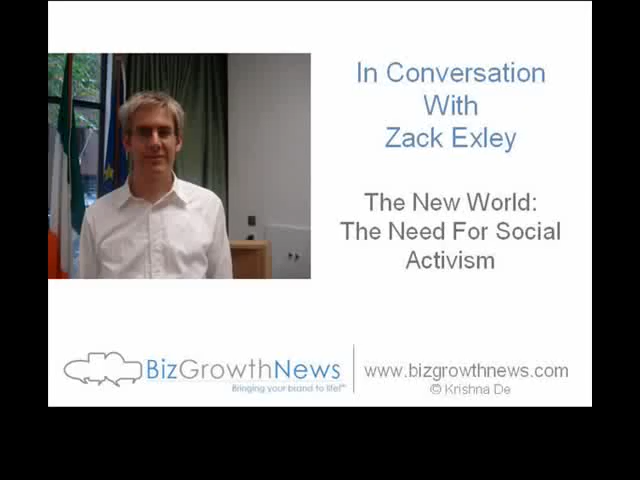 In Conversation
With
Zack Exley
The New World:
The Need For Social
Activism
BizGrowthNews
Bringing your brand to life!™
www.bizgrowthnews.com
© Krishna De